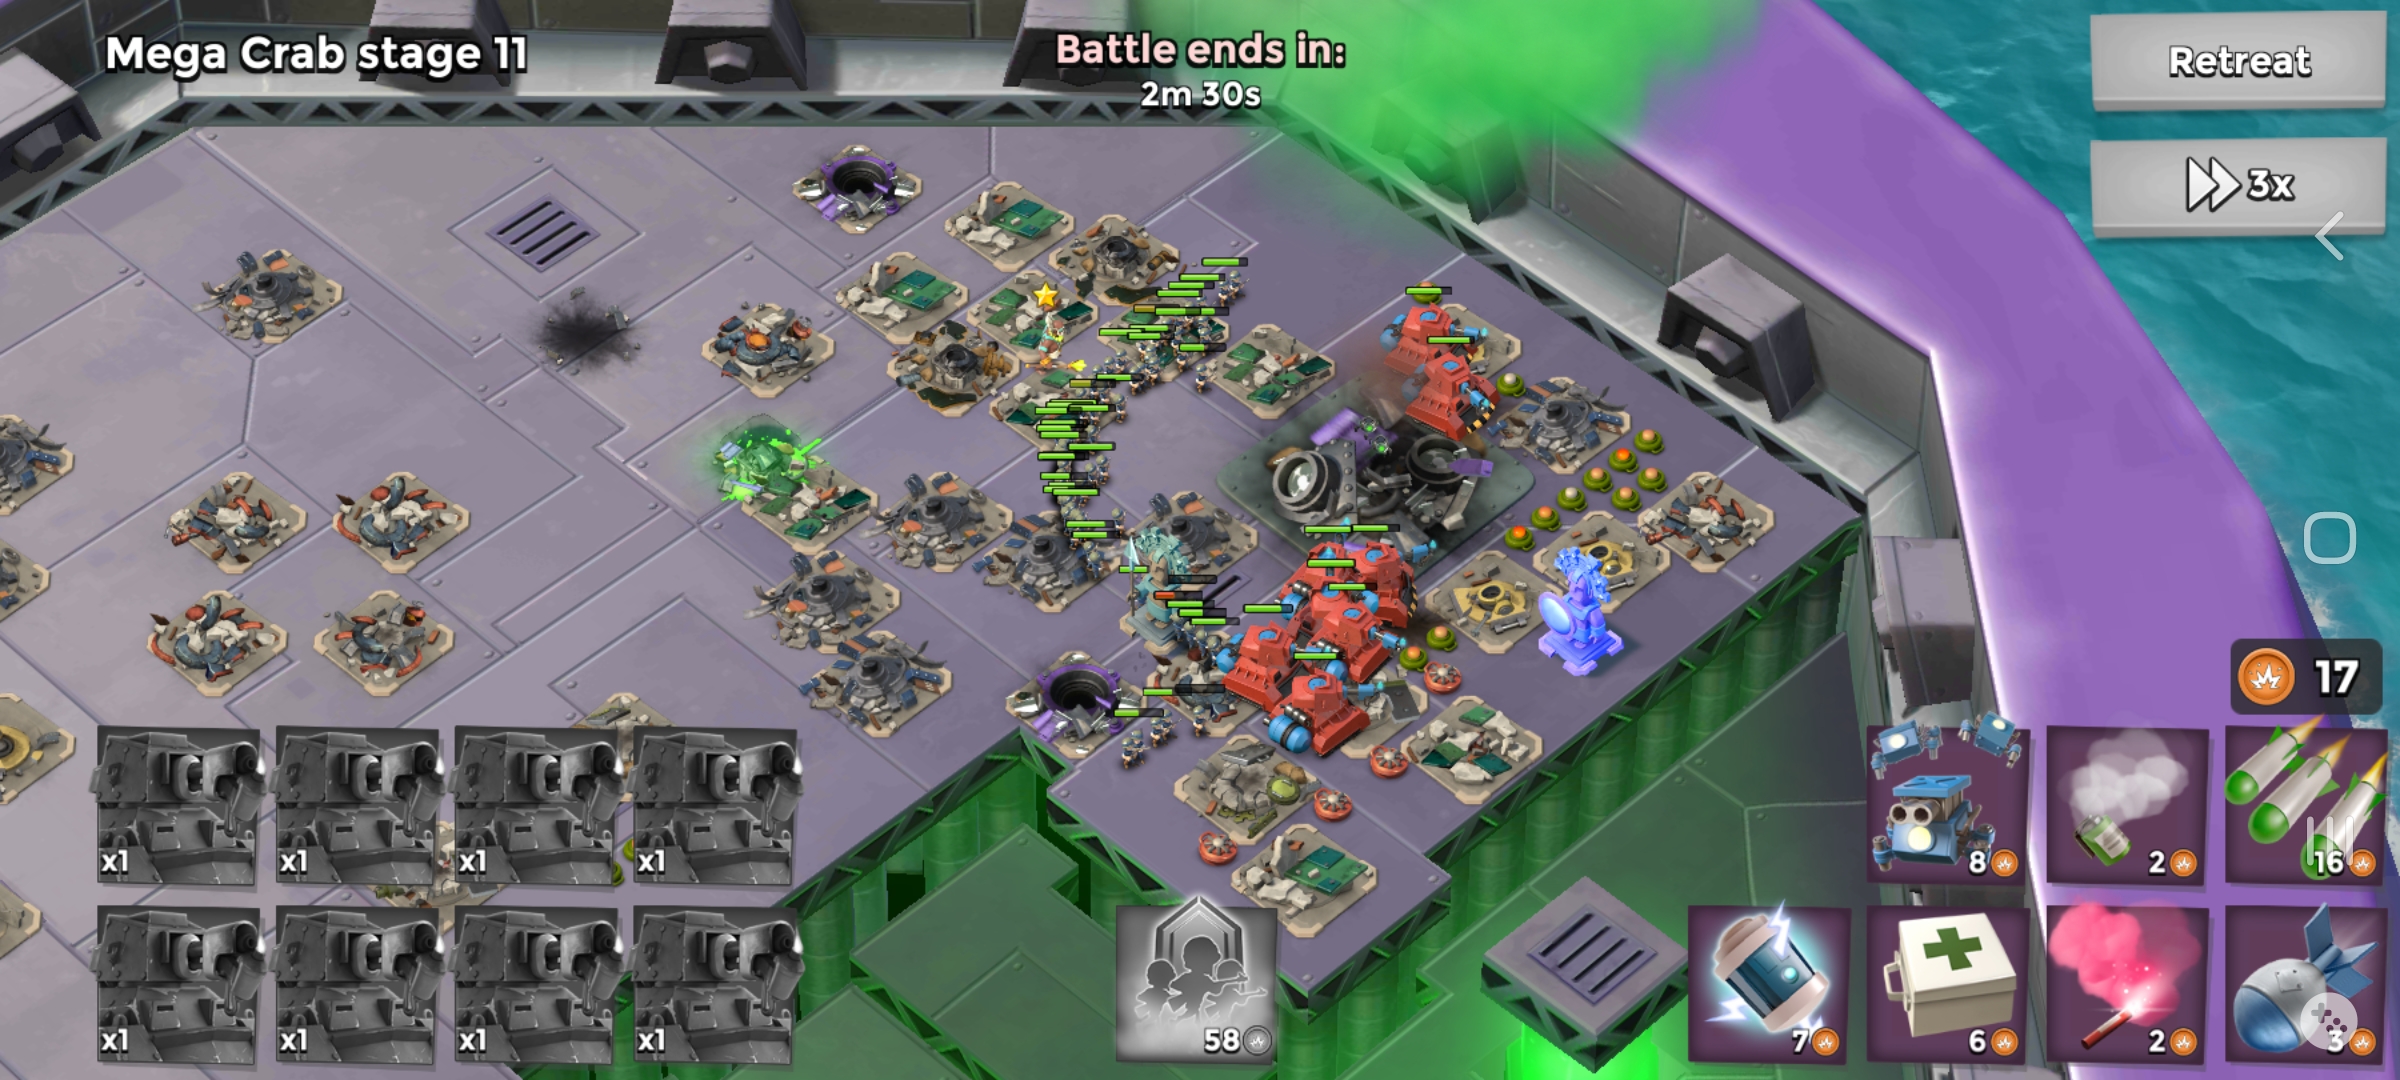 Mega Crab stage 11
Battle ends in:
2m 30s
Retreat
3x
17
8
2
16
x1
x1
x1
x1
x1
x1
x1
x1
58
7
6
2
3